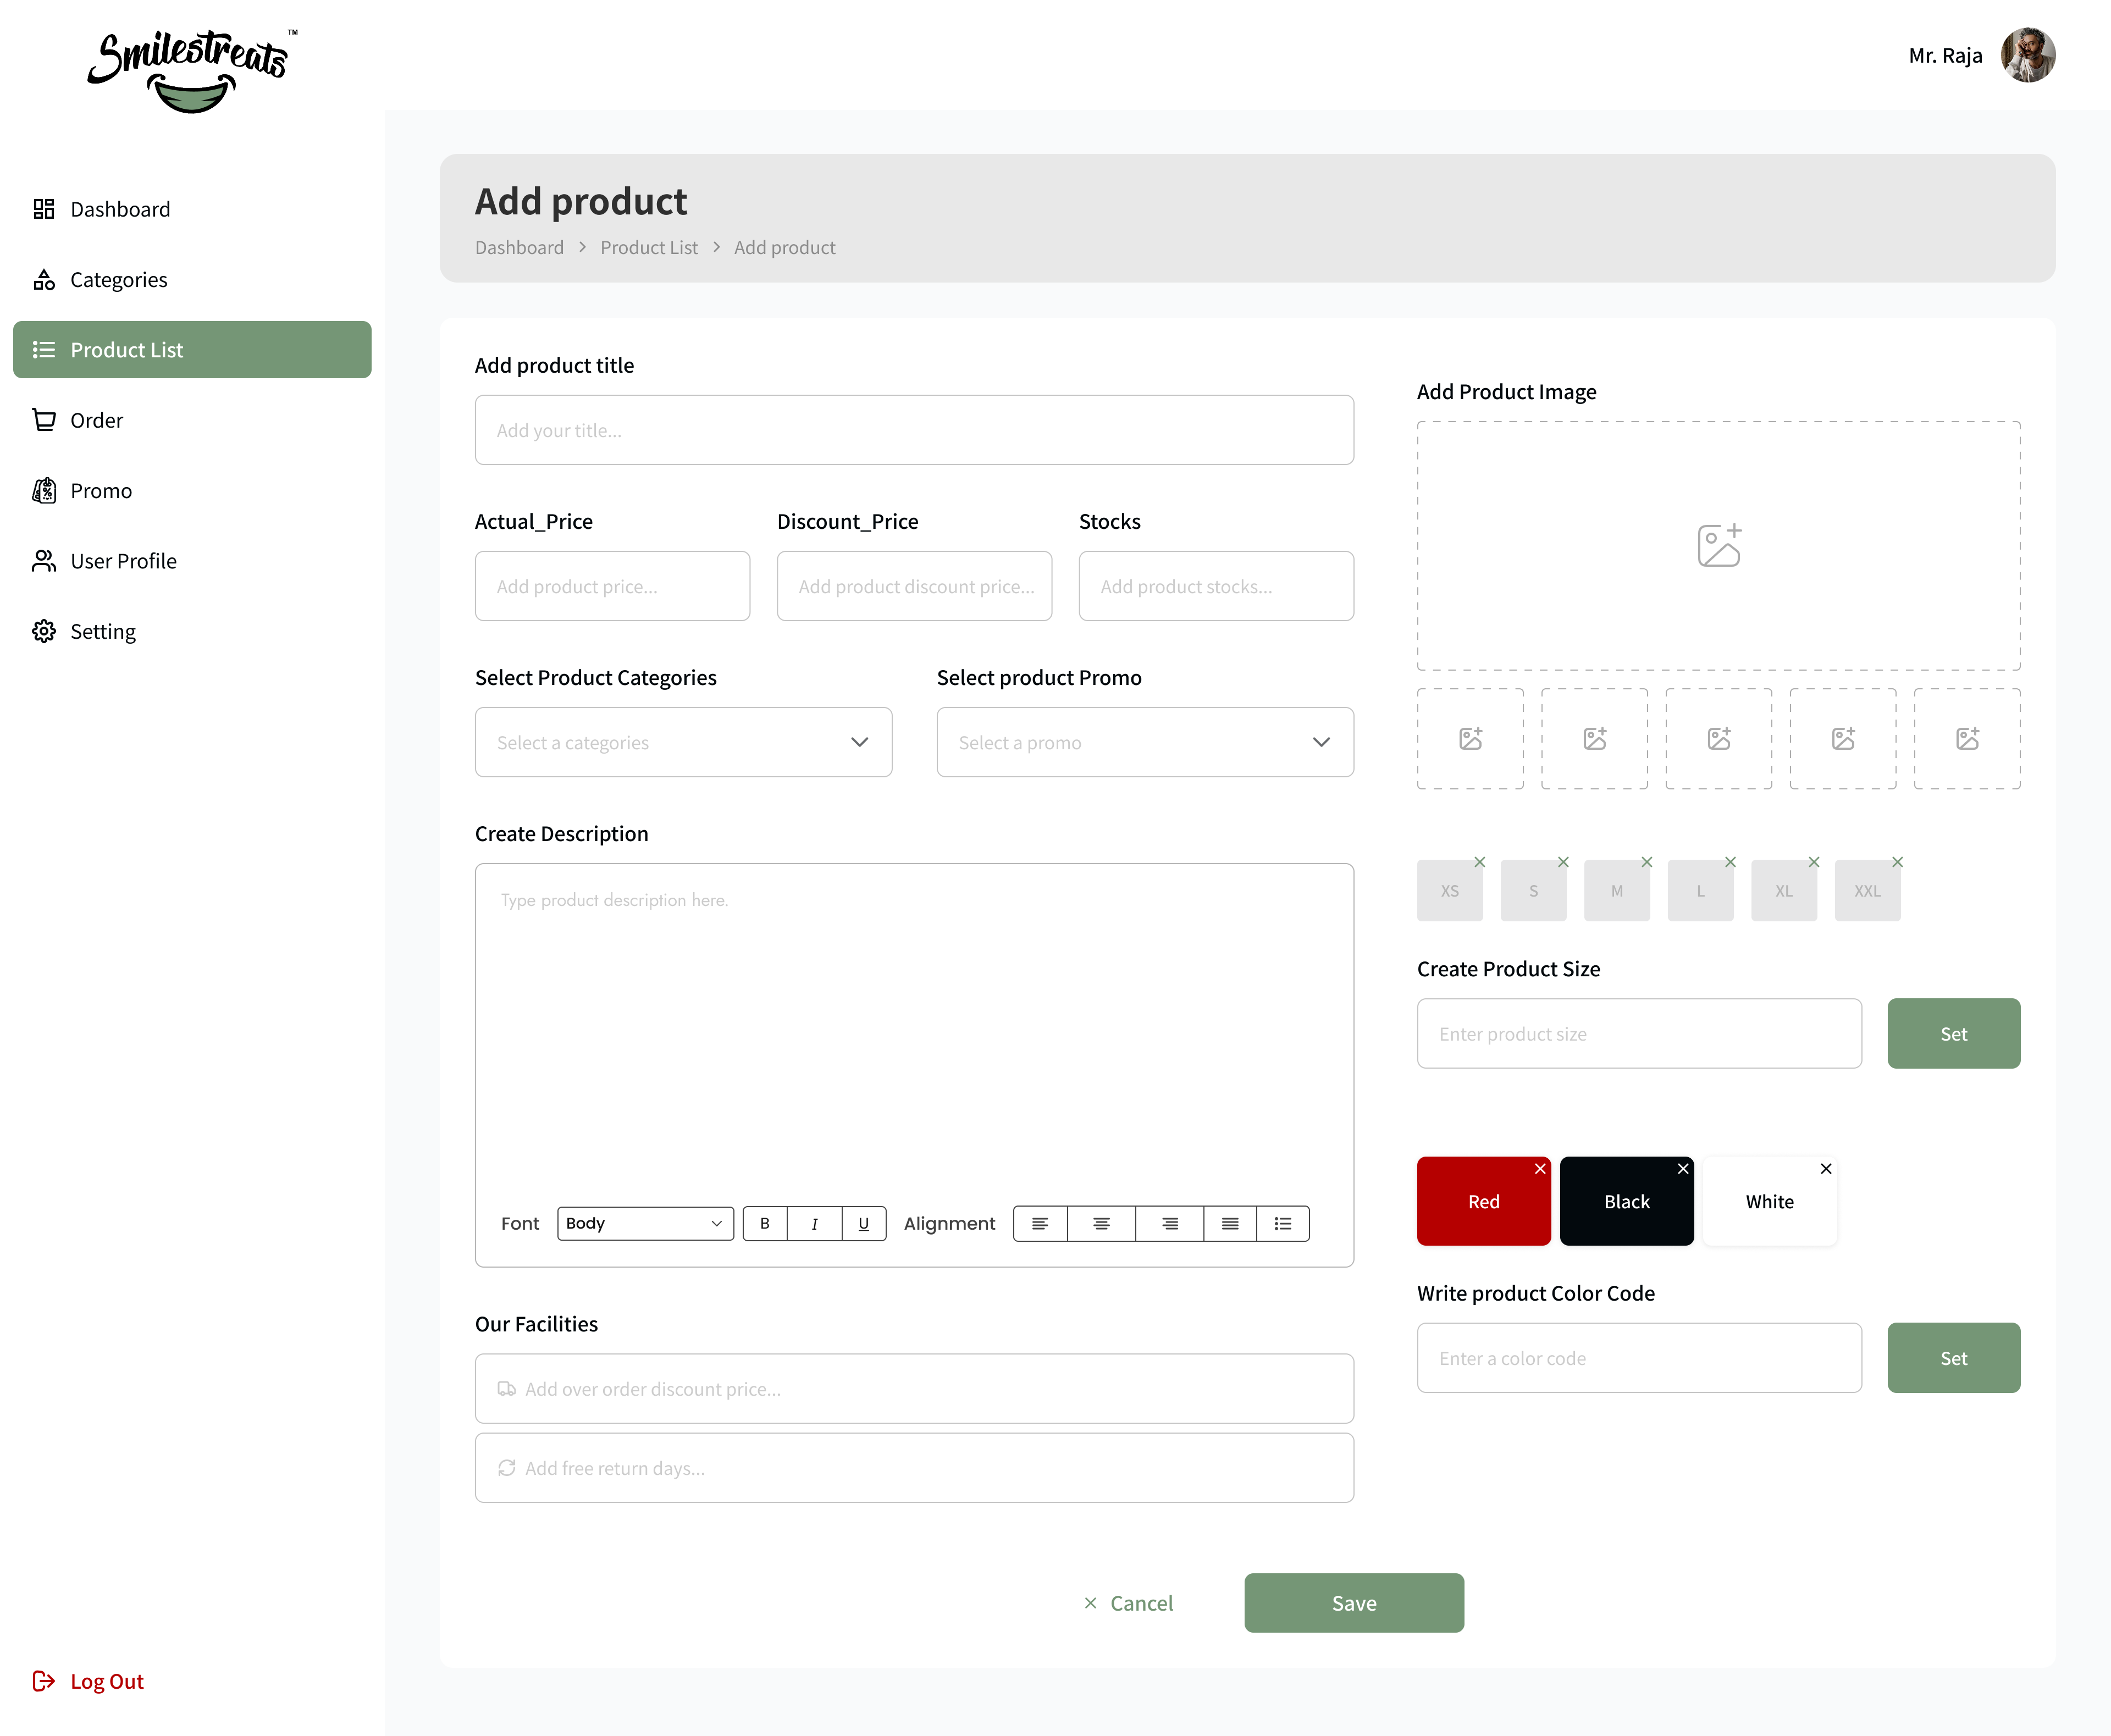 Smilestreats™
Mr. Raja
Dashboard
Categories
Product List
Order
Promo
User Profile
Setting
Log Out
Add product
Dashboard > Product List > Add product
Add product title
Add your title...
Actual_Price Discount_Price Stocks
Add product price... Add product discount price... Add product stocks...
Select Product Categories Select product Promo
Select a categories Select a promo
Create Description
Type product description here.
Font Body B I U Alignment
Our Facilities
Add over order discount price...
Add free return days...
Add Product Image
XS S M L XL XXL
Create Product Size
Enter product size Set
Red Black White
Write product Color Code
Enter a color code Set
Cancel Save